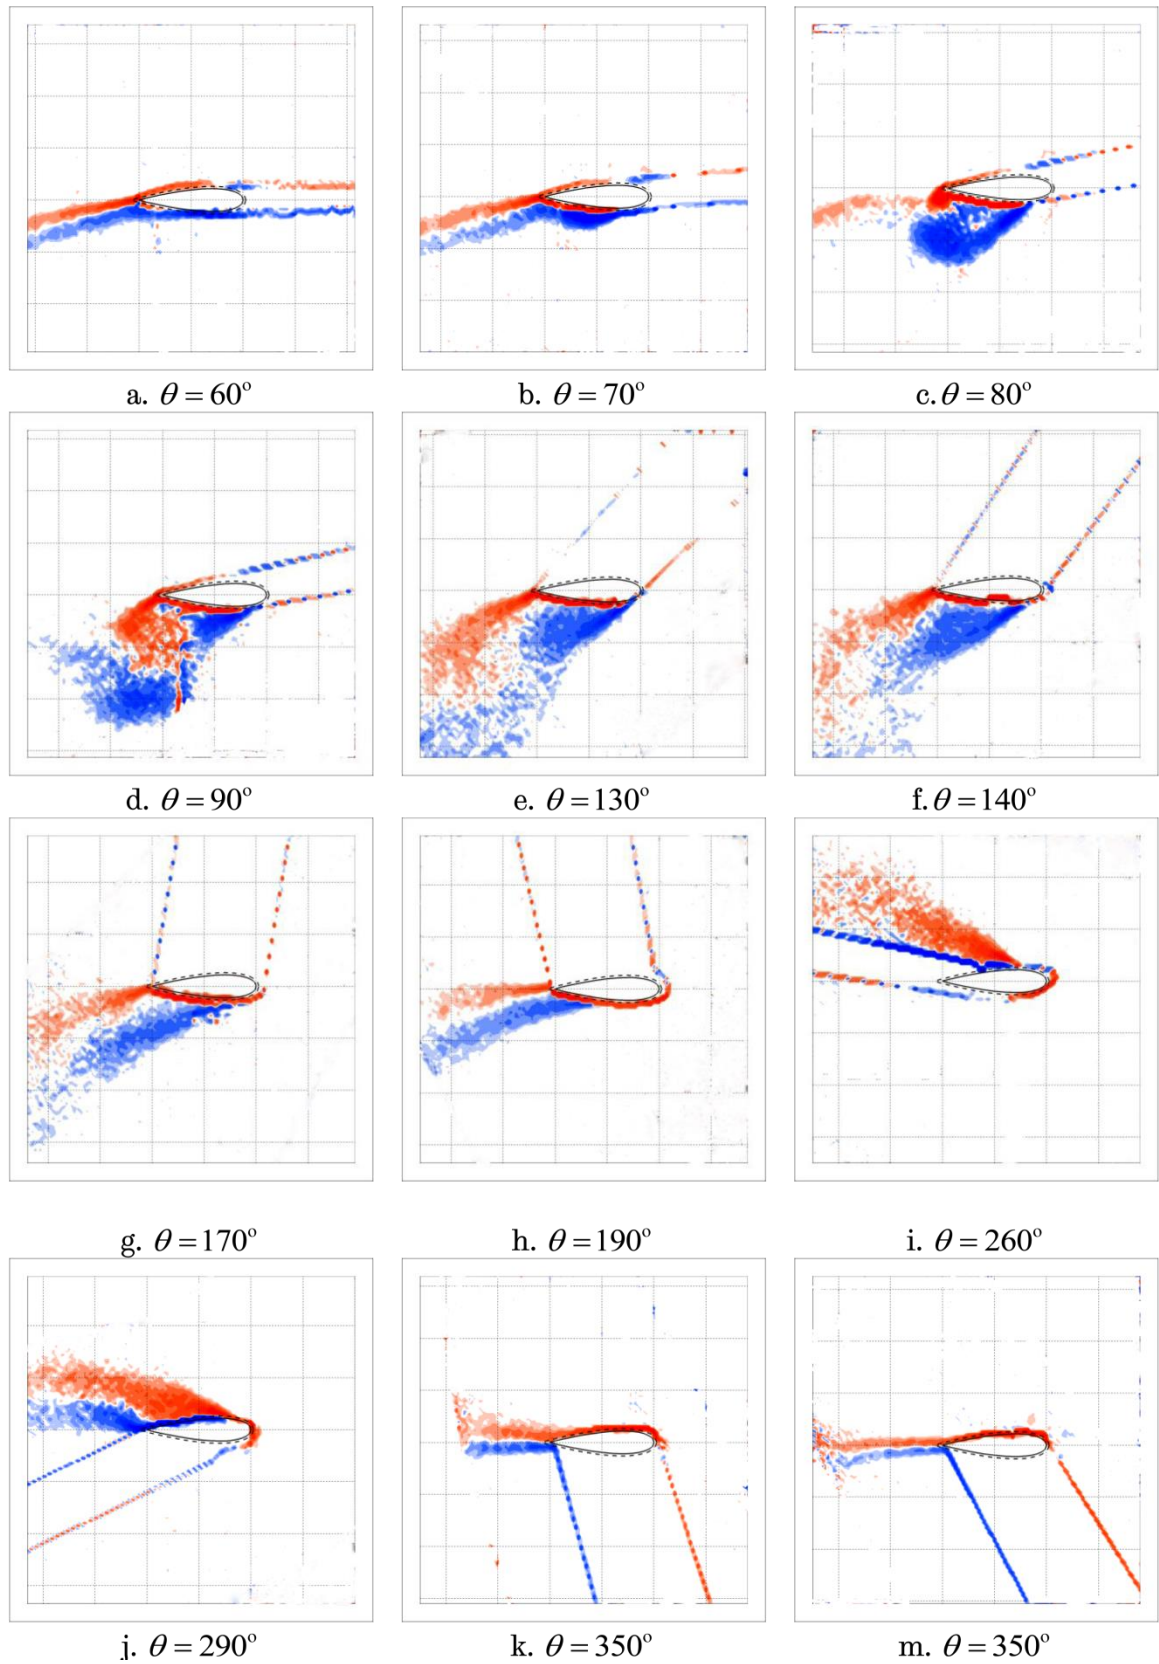 a. θ = 60° b. θ = 70° c. θ = 80°
d. θ = 90° e. θ = 130° f. θ = 140°
g. θ = 170° h. θ = 190° i. θ = 260°
j. θ = 290° k. θ = 350° m. θ = 350°